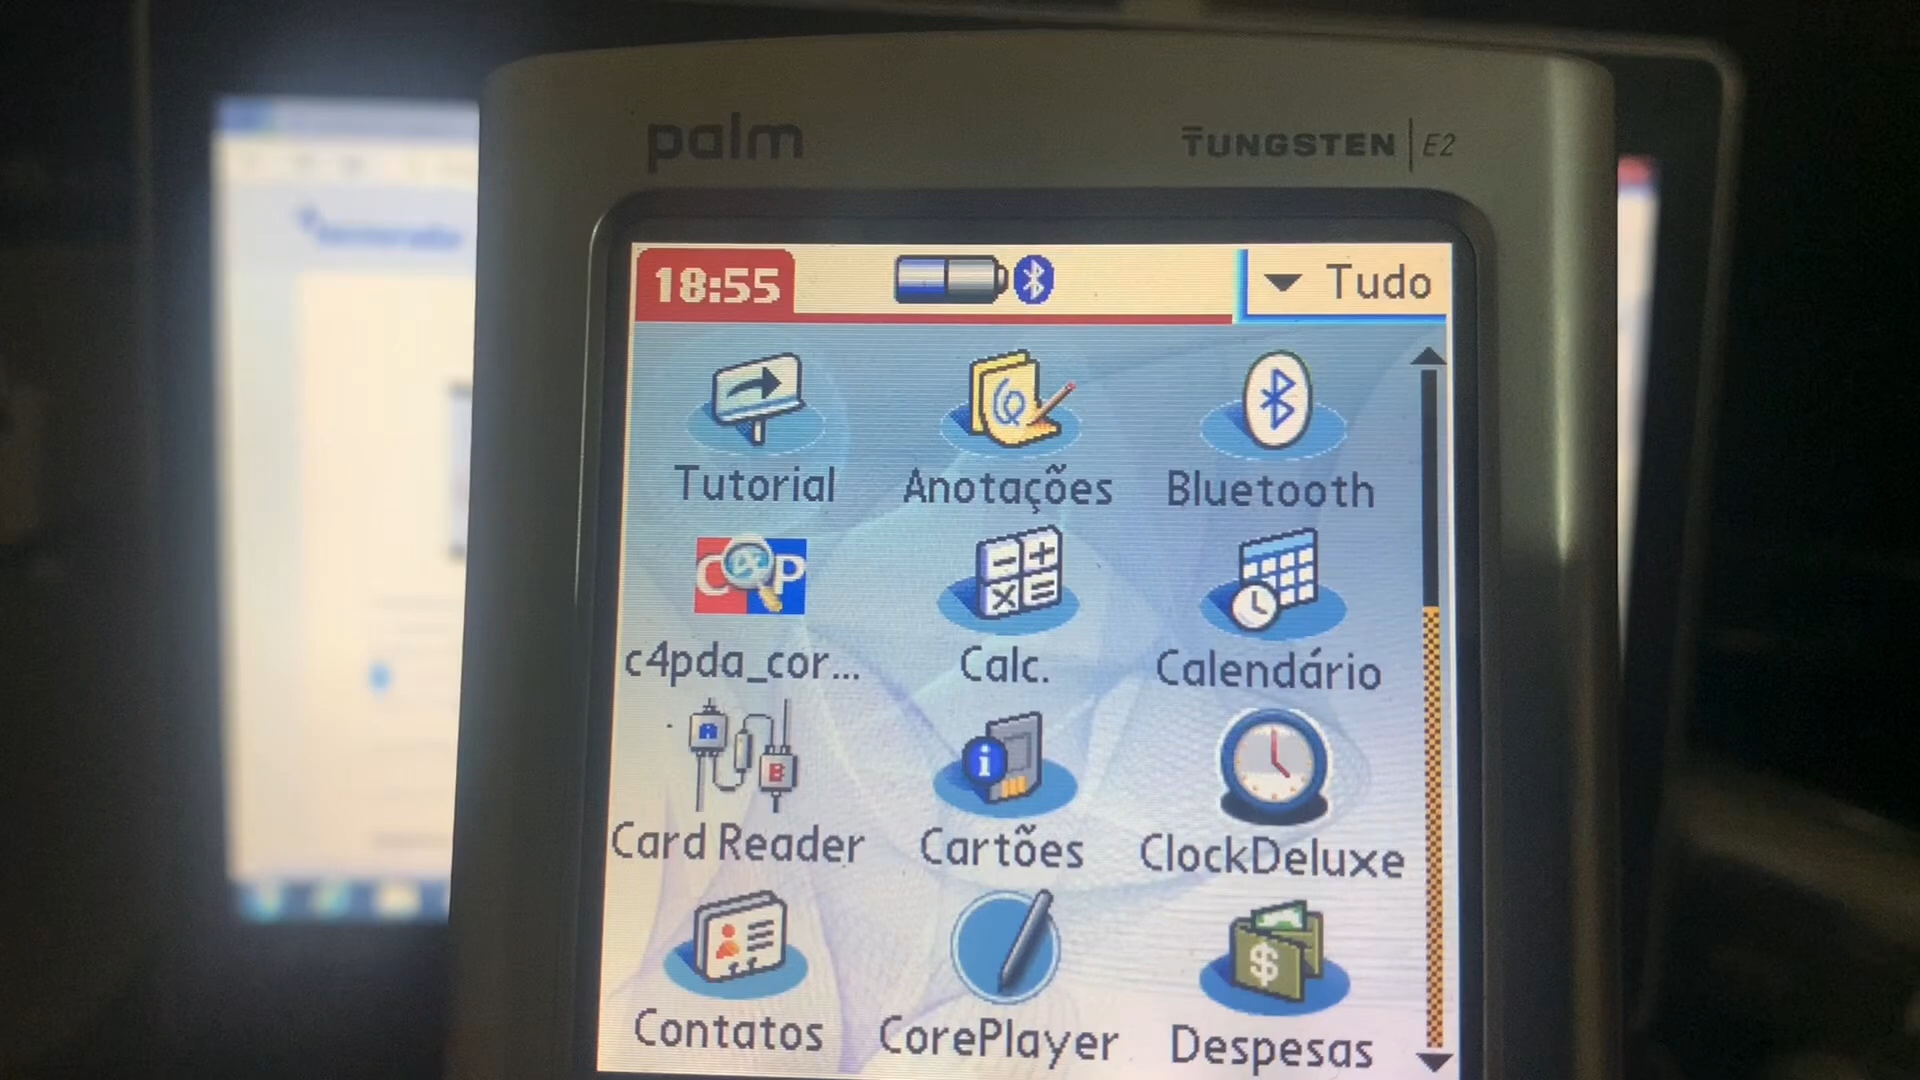 palm
TUNGSTEN | E2
18:55
Tudo
Tutorial
Anotações
Bluetooth
C4P
c4pda_cor...
Calc.
Calendário
A
B
Card Reader
Cartões
ClockDeluxe
Contatos
CorePlayer
Despesas